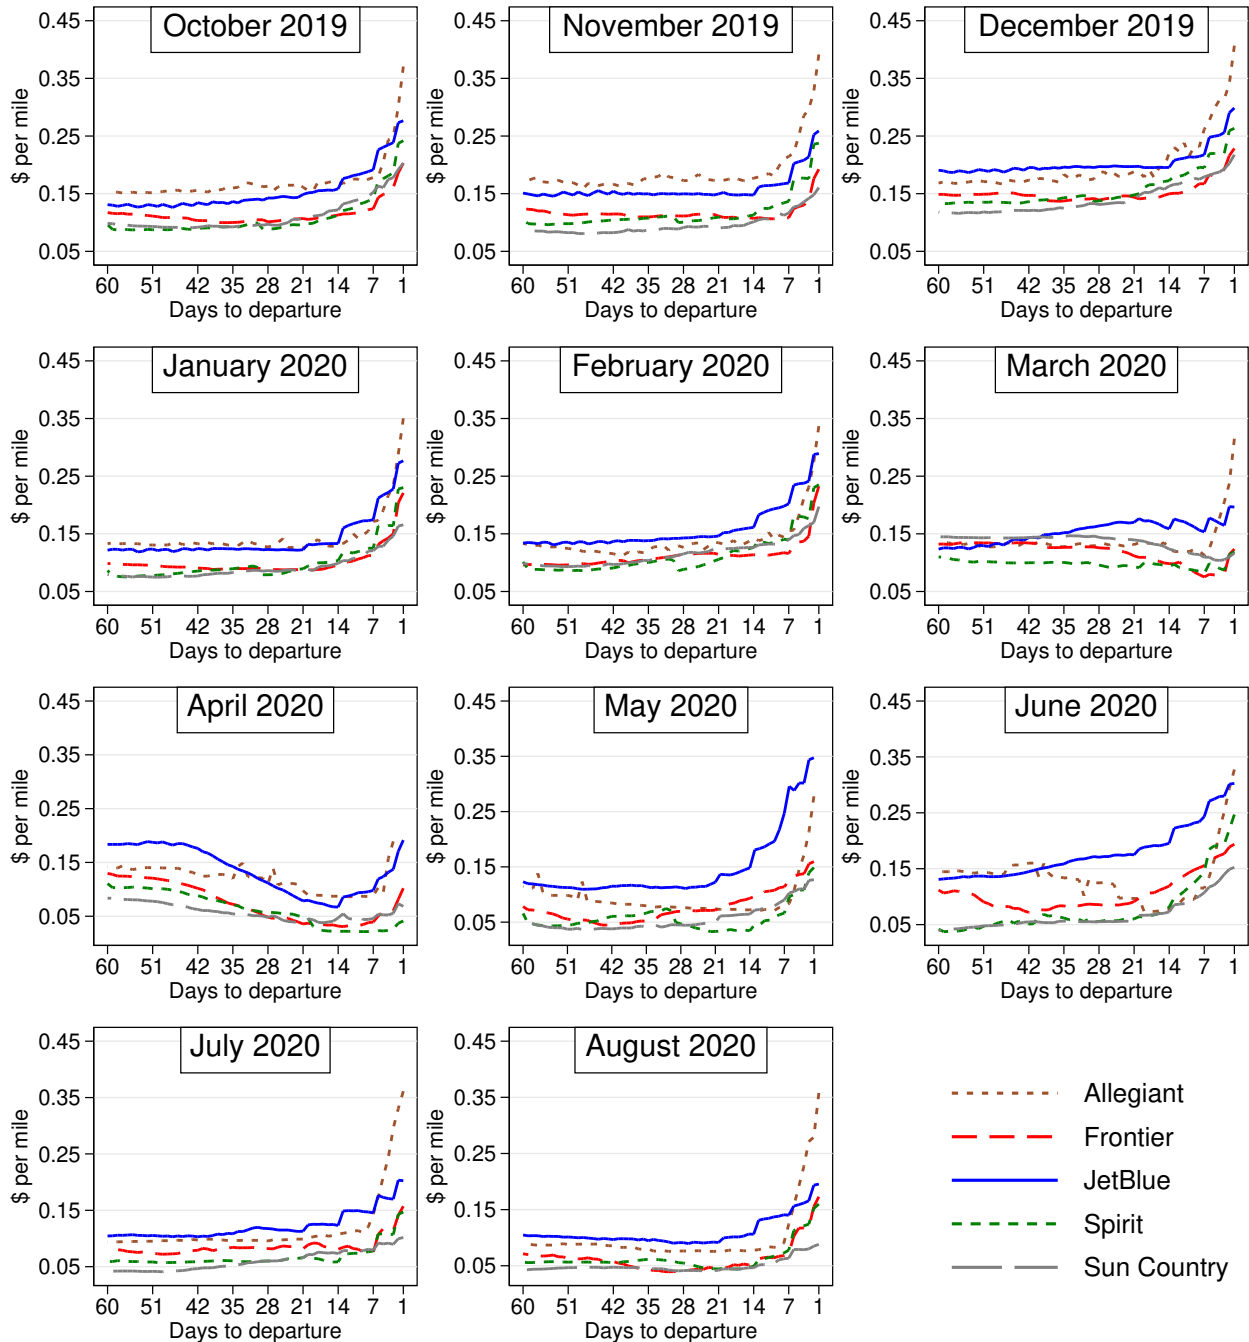 October 2019
$ per mile
0.45
0.35
0.25
0.15
0.05
60 51 42 35 28 21 14 7 1
Days to departure
November 2019
$ per mile
0.45
0.35
0.25
0.15
0.05
60 51 42 35 28 21 14 7 1
Days to departure
December 2019
$ per mile
0.45
0.35
0.25
0.15
0.05
60 51 42 35 28 21 14 7 1
Days to departure
January 2020
$ per mile
0.45
0.35
0.25
0.15
0.05
60 51 42 35 28 21 14 7 1
Days to departure
February 2020
$ per mile
0.45
0.35
0.25
0.15
0.05
60 51 42 35 28 21 14 7 1
Days to departure
March 2020
$ per mile
0.45
0.35
0.25
0.15
0.05
60 51 42 35 28 21 14 7 1
Days to departure
April 2020
$ per mile
0.45
0.35
0.25
0.15
0.05
60 51 42 35 28 21 14 7 1
Days to departure
May 2020
$ per mile
0.45
0.35
0.25
0.15
0.05
60 51 42 35 28 21 14 7 1
Days to departure
June 2020
$ per mile
0.45
0.35
0.25
0.15
0.05
60 51 42 35 28 21 14 7 1
Days to departure
July 2020
$ per mile
0.45
0.35
0.25
0.15
0.05
60 51 42 35 28 21 14 7 1
Days to departure
August 2020
$ per mile
0.45
0.35
0.25
0.15
0.05
60 51 42 35 28 21 14 7 1
Days to departure
Allegiant
Frontier
JetBlue
Spirit
Sun Country